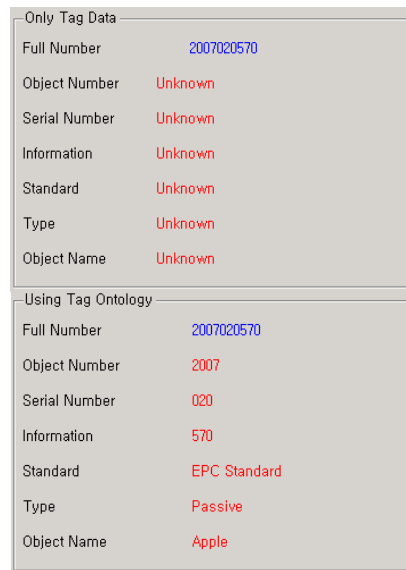 Only Tag Data
Full Number 2007020570
Object Number Unknown
Serial Number Unknown
Information Unknown
Standard Unknown
Type Unknown
Object Name Unknown
Using Tag Ontology
Full Number 2007020570
Object Number 2007
Serial Number 020
Information 570
Standard EPC Standard
Type Passive
Object Name Apple